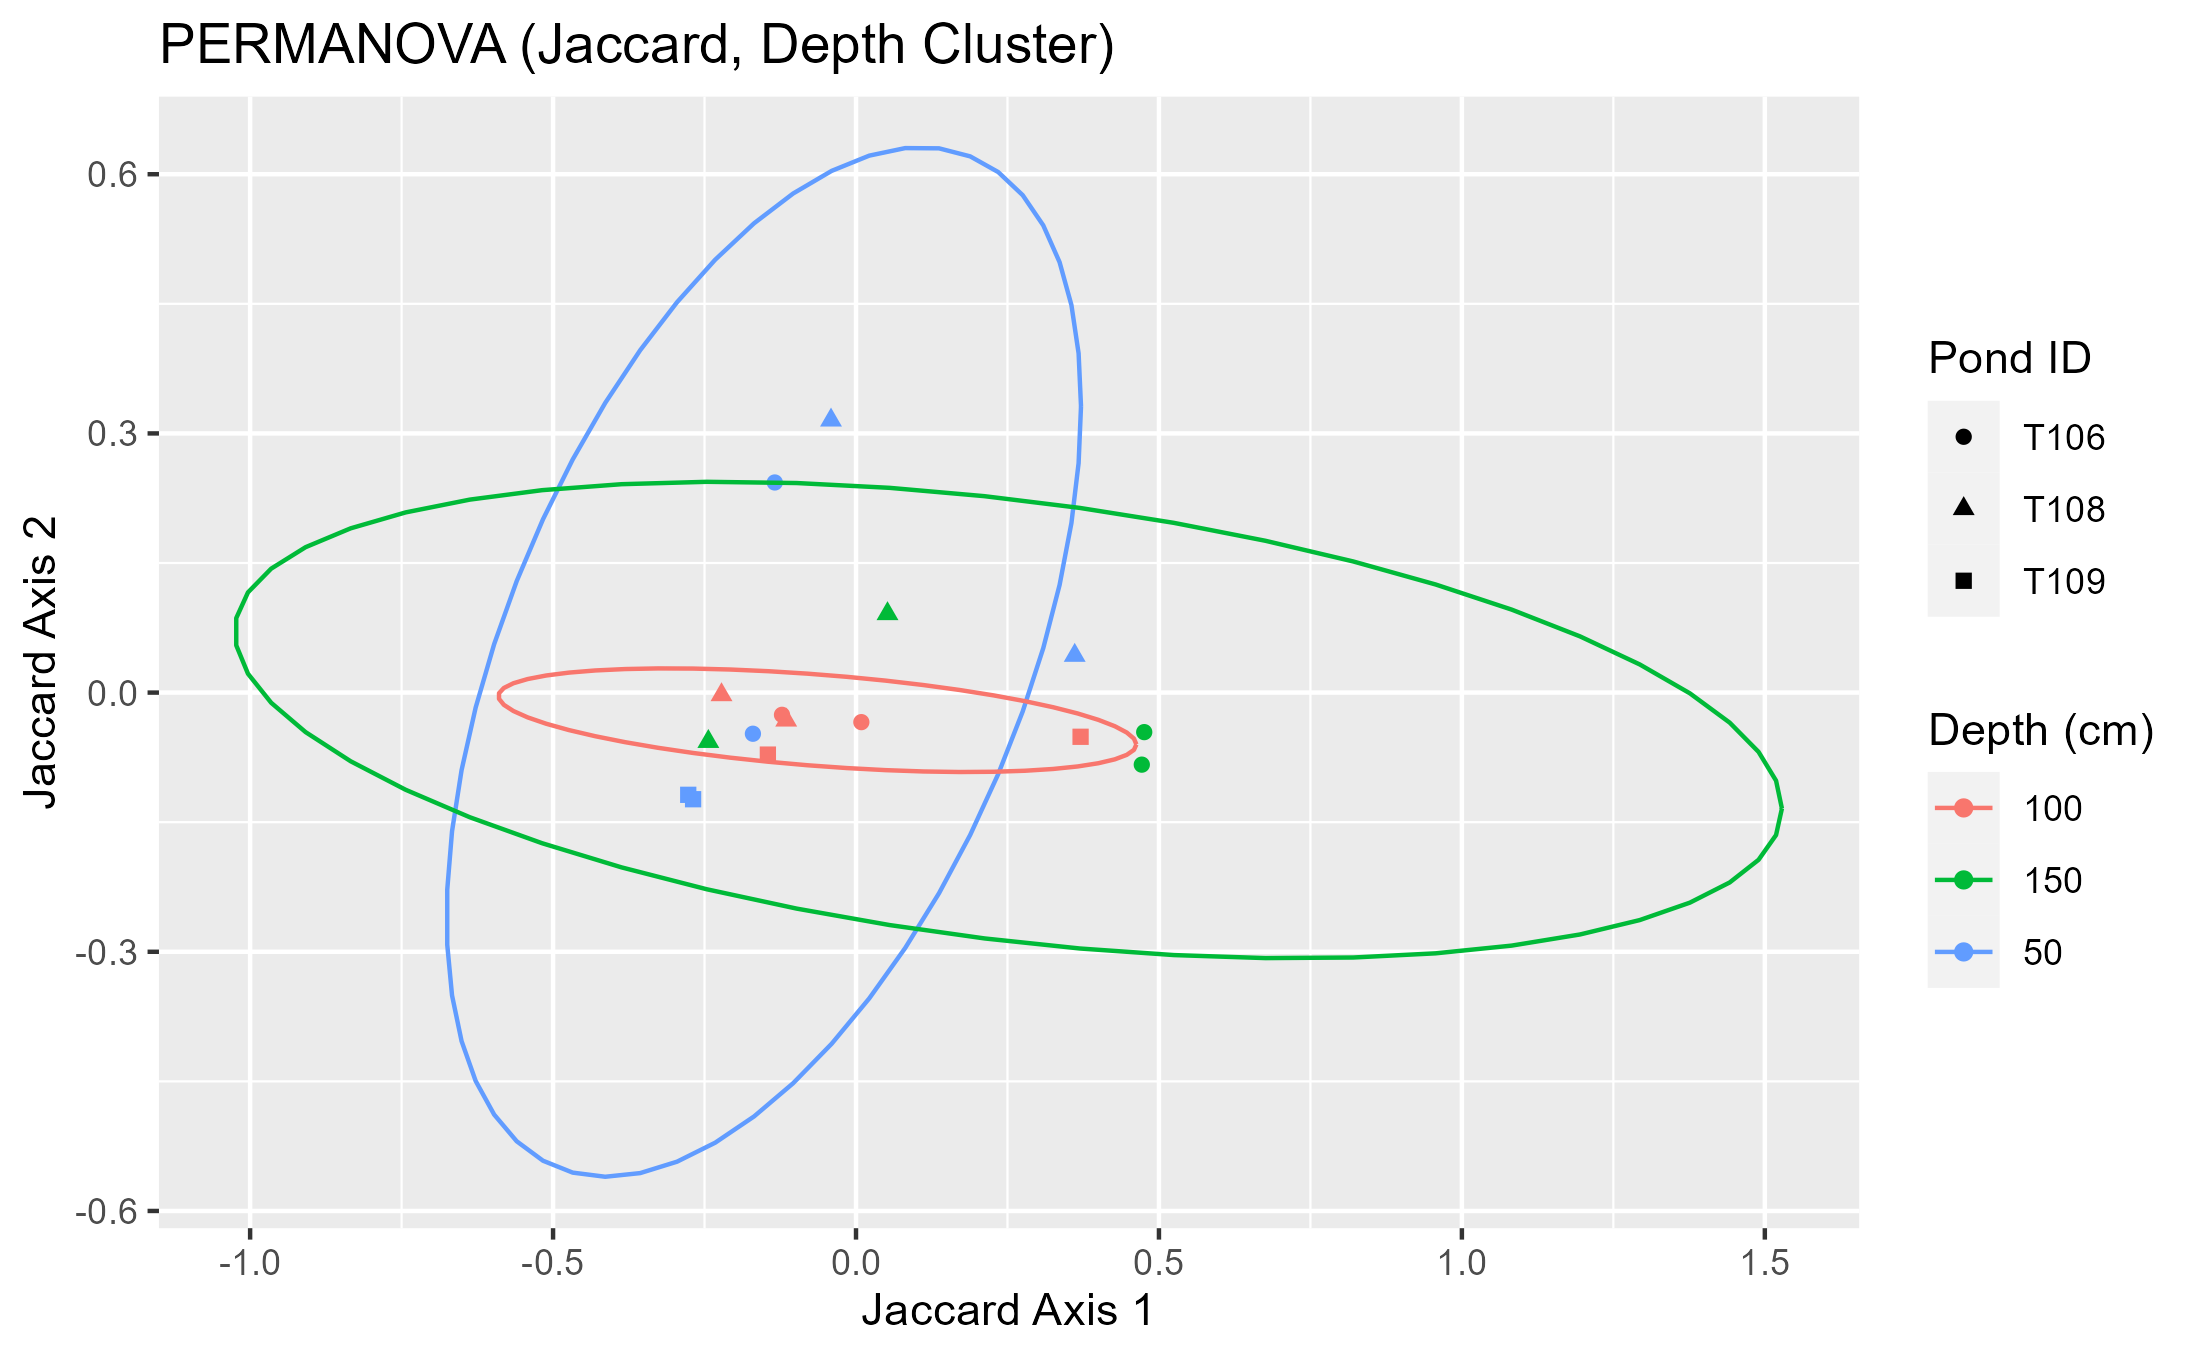 PERMANOVA (Jaccard, Depth Cluster)
Jaccard Axis 2
0.6
0.3
0.0
-0.3
-0.6
-1.0
-0.5
0.0
0.5
1.0
1.5
Jaccard Axis 1
Pond ID
T106
T108
T109
Depth (cm)
100
150
50